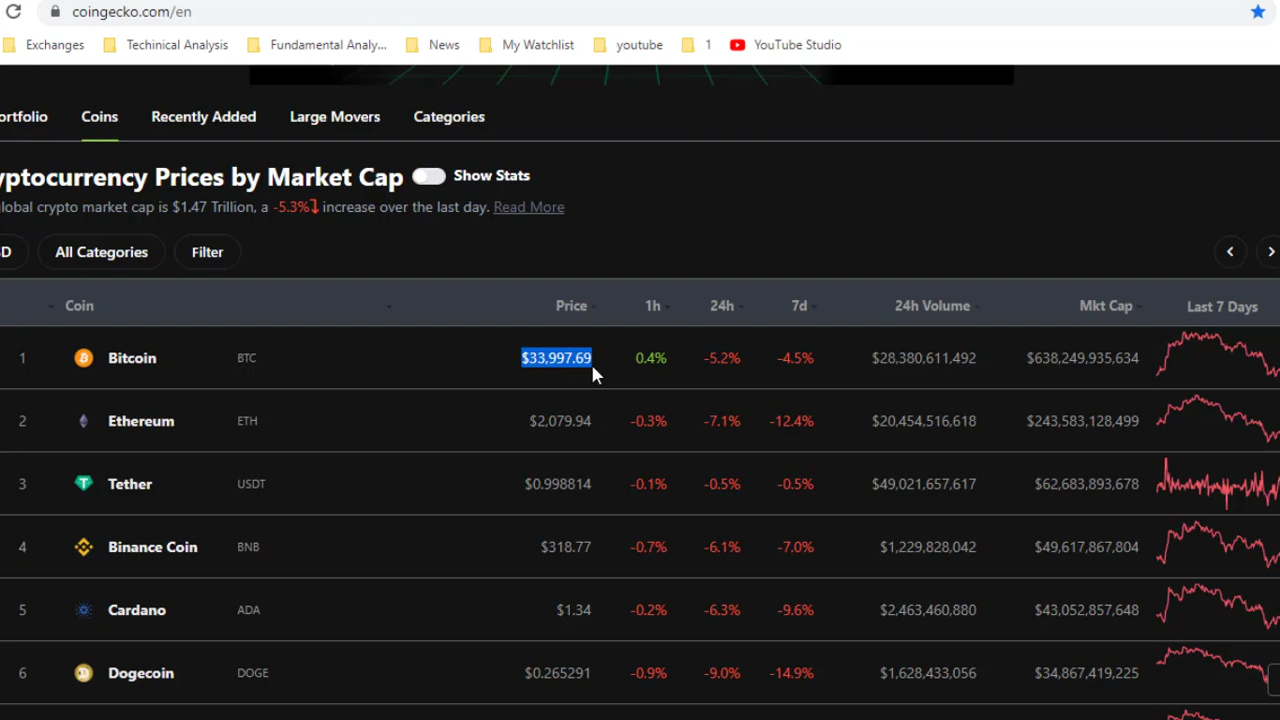 coingecko.com/en
Exchanges Techinical Analysis Fundamental Analy... News My Watchlist youtube 1 YouTube Studio
ortfolio Coins Recently Added Large Movers Categories
yptocurrency Prices by Market Cap Show Stats
lobal crypto market cap is $1.47 Trillion, a -5.3% increase over the last day. Read More
D All Categories Filter
Coin Price 1h 24h 7d 24h Volume Mkt Cap Last 7 Days
1 Bitcoin BTC $33,997.69 0.4% -5.2% -4.5% $28,380,611,492 $638,249,935,634
2 Ethereum ETH $2,079.94 -0.3% -7.1% -12.4% $20,454,516,618 $243,583,128,499
3 Tether USDT $0.998814 -0.1% -0.5% -0.5% $49,021,657,617 $62,683,893,678
4 Binance Coin BNB $318.77 -0.7% -6.1% -7.0% $1,229,828,042 $49,617,867,804
5 Cardano ADA $1.34 -0.2% -6.3% -9.6% $2,463,460,880 $43,052,857,648
6 Dogecoin DOGE $0.265291 -0.9% -9.0% -14.9% $1,628,433,056 $34,867,419,225